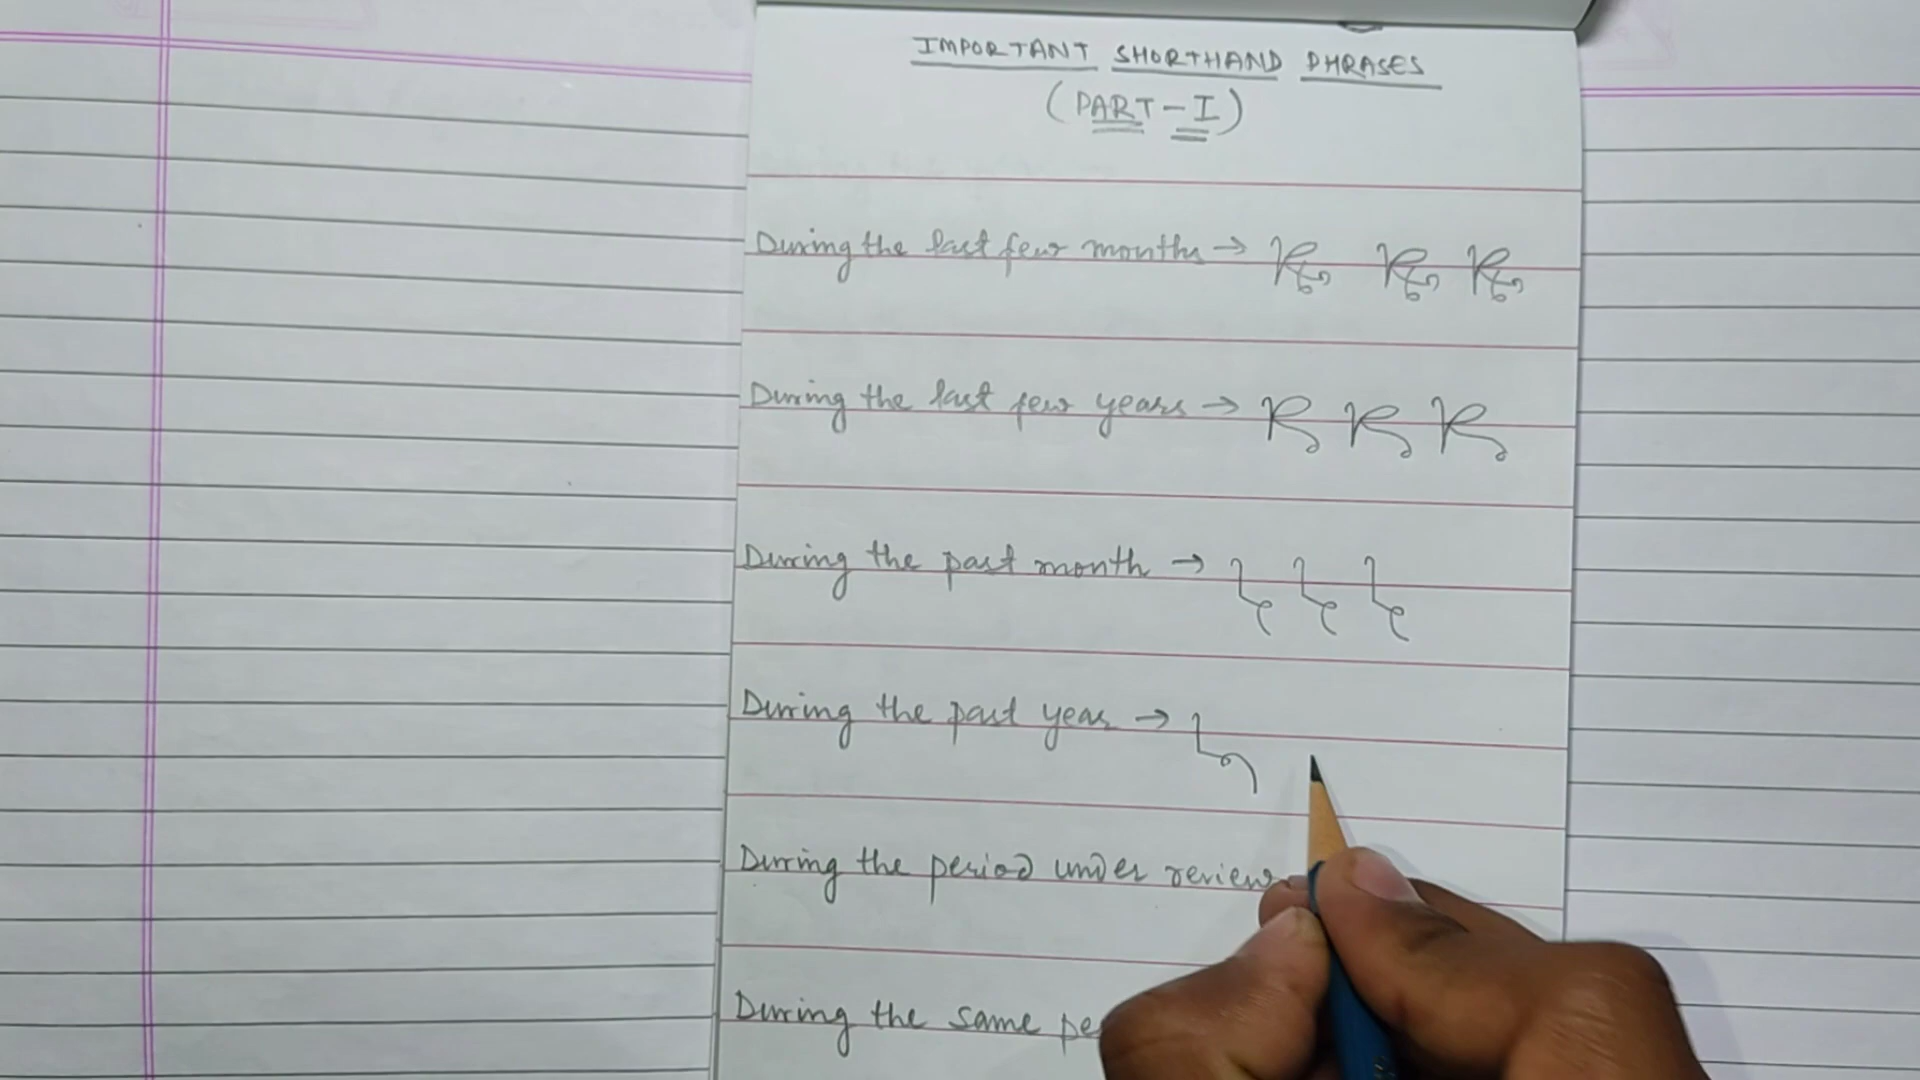 IMPORTANT SHORTHAND PHRASES
(PART-I)
During the last few months →
During the last few years →
During the past month →
During the past year →
During the period under review
During the same